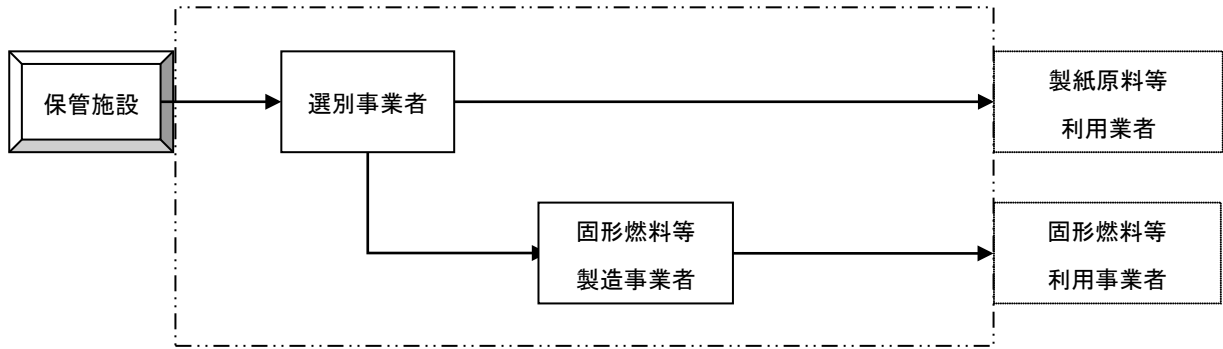 保管施設
選別事業者
製紙原料等
利用業者
固形燃料等
製造事業者
固形燃料等
利用事業者